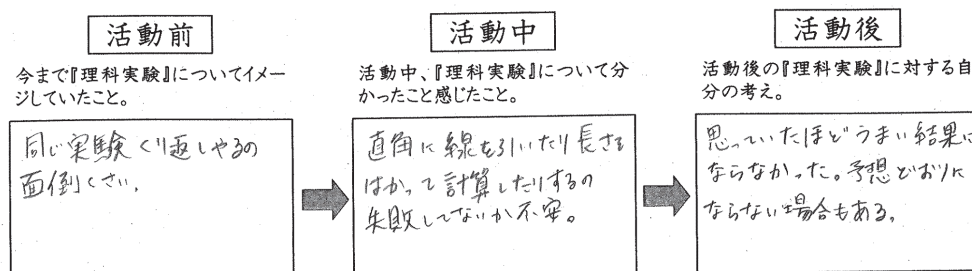 活動前
今まで『理科実験』についてイメー
ジしていたこと。
同じ実験くり返しやるの
面倒くさい。
活動中
活動中、『理科実験』について分
かったこと感じたこと。
直角に線を引いたり長さを
はかって計算したりするの
失敗してないか不安。
活動後
活動後の『理科実験』に対する自
分の考え。
思っていたほどうまい結果に
ならなかった。予想どおりに
ならない場合もある。